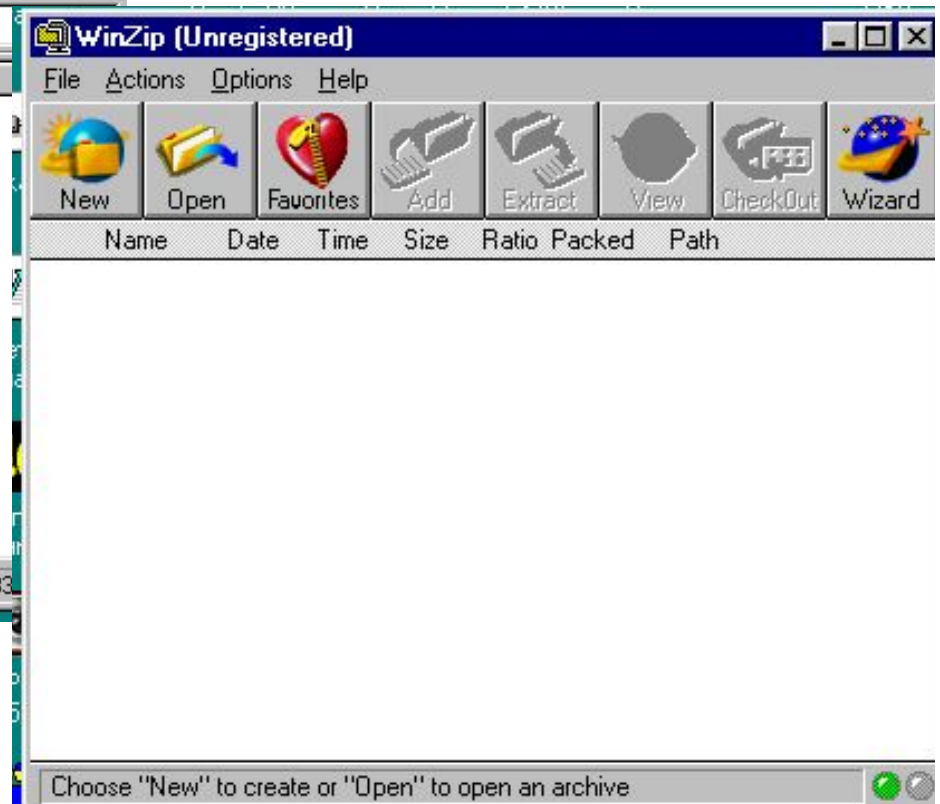 WinZip (Unregistered)
File Actions Options Help
New Open Favorites Add Extract View CheckOut Wizard
Name Date Time Size Ratio Packed Path
Choose "New" to create or "Open" to open an archive